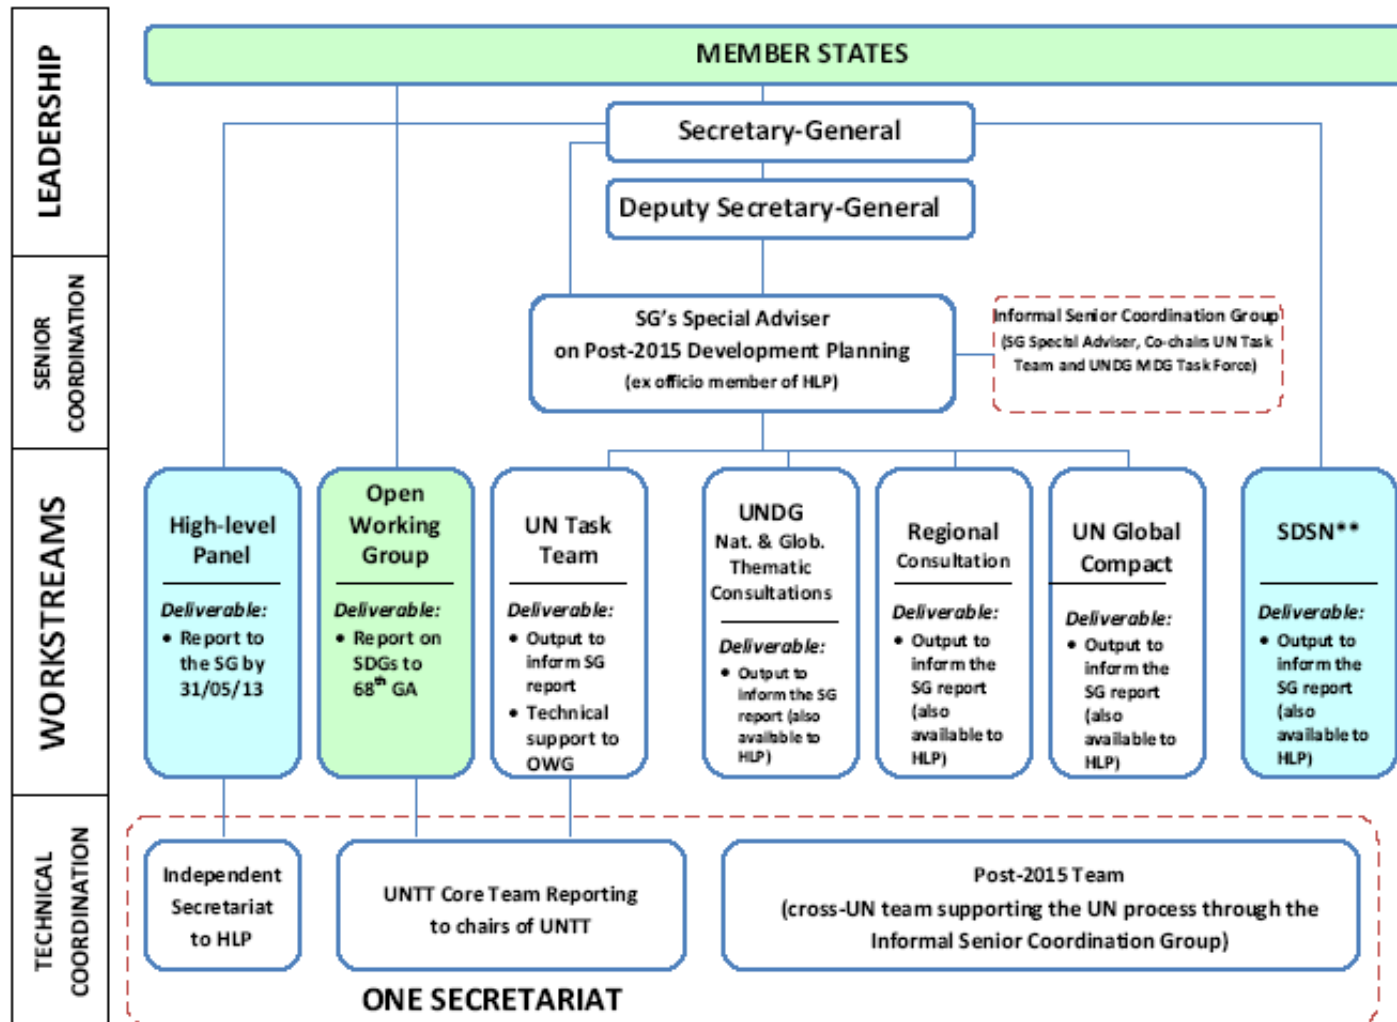 LEADERSHIP
MEMBER STATES
Secretary-General
Deputy Secretary-General
SENIOR
COORDINATION
SG's Special Adviser
on Post-2015 Development Planning
(ex officio member of HLP)
Informal Senior Coordination Group
(SG Special Adviser, Co-chairs UN Task
Team and UNDG MDG Task Force)
WORKSTREAMS
High-level
Panel
Deliverable:
• Report to
the SG by
31/05/13
Open
Working
Group
Deliverable:
• Report on
SDGs to
68th GA
UN Task
Team
Deliverable:
• Output to
inform SG
report
• Technical
support to
OWG
UNDG
Nat. & Glob.
Thematic
Consultations
Deliverable:
• Output to
inform the SG
report (also
available to
HLP)
Regional
Consultation
Deliverable:
• Output to
inform the
SG report
(also
available to
HLP)
UN Global
Compact
Deliverable:
• Output to
inform the
SG report
(also
available to
HLP)
SDSN**
Deliverable:
• Output to
inform the
SG report
(also
available to
HLP)
TECHNICAL
COORDINATION
Independent
Secretariat
to HLP
UNTT Core Team Reporting
to chairs of UNTT
Post-2015 Team
(cross-UN team supporting the UN process through the
Informal Senior Coordination Group)
ONE SECRETARIAT